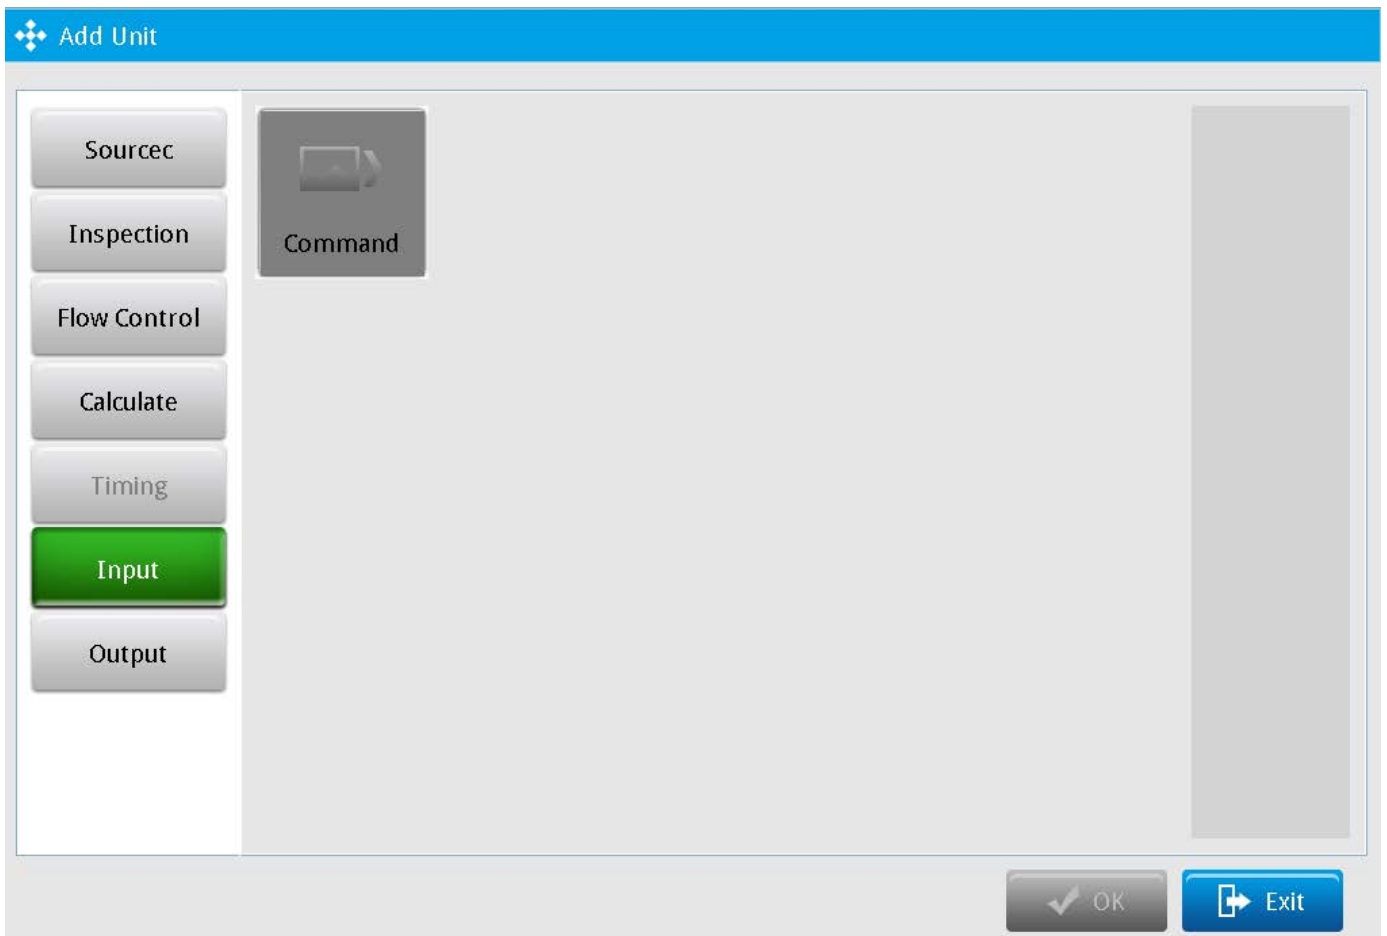 Add Unit
Sourcec
Inspection
Command
Flow Control
Calculate
Timing
Input
Output
OK
Exit